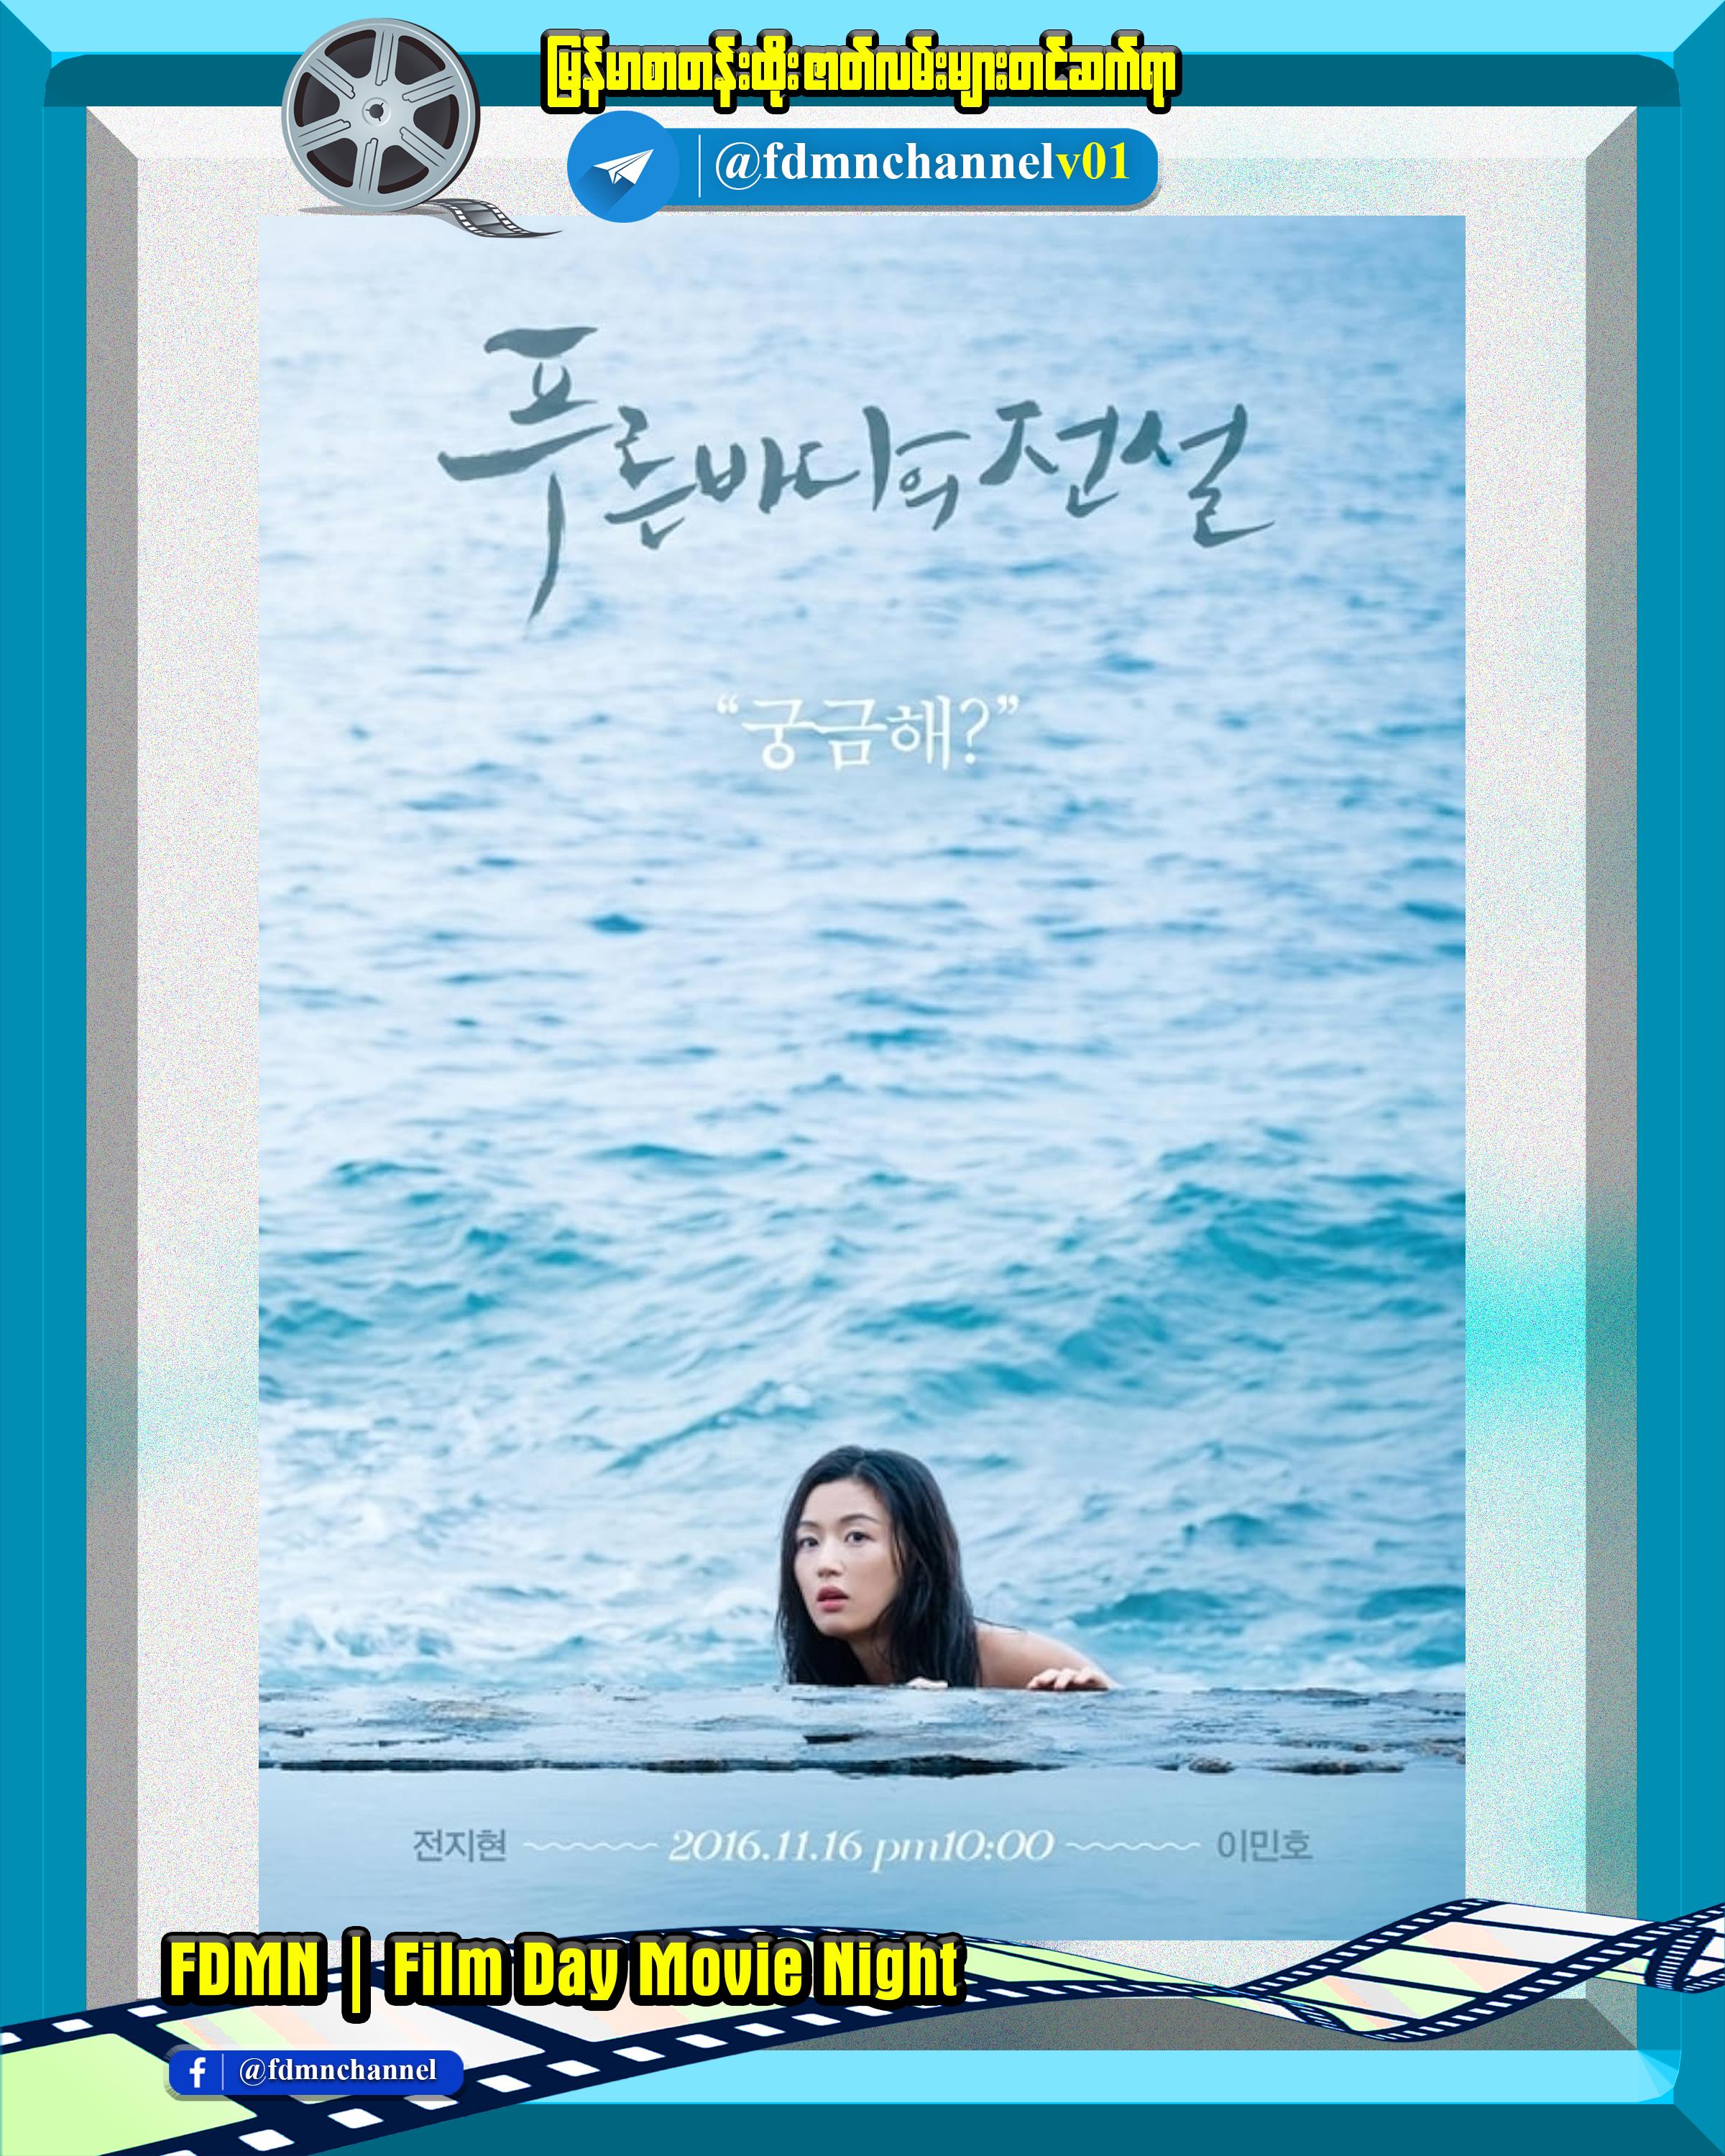 မြန်မာစာတန်းထိုး ဇာတ်လမ်းများတင်ဆက်ရာ
@fdmnchannelv01
푸른 바다의 전설
“궁금해?”
전지현 2016.11.16 pm10:00 이민호
FDMN | Film Day Movie Night
f @fdmnchannel